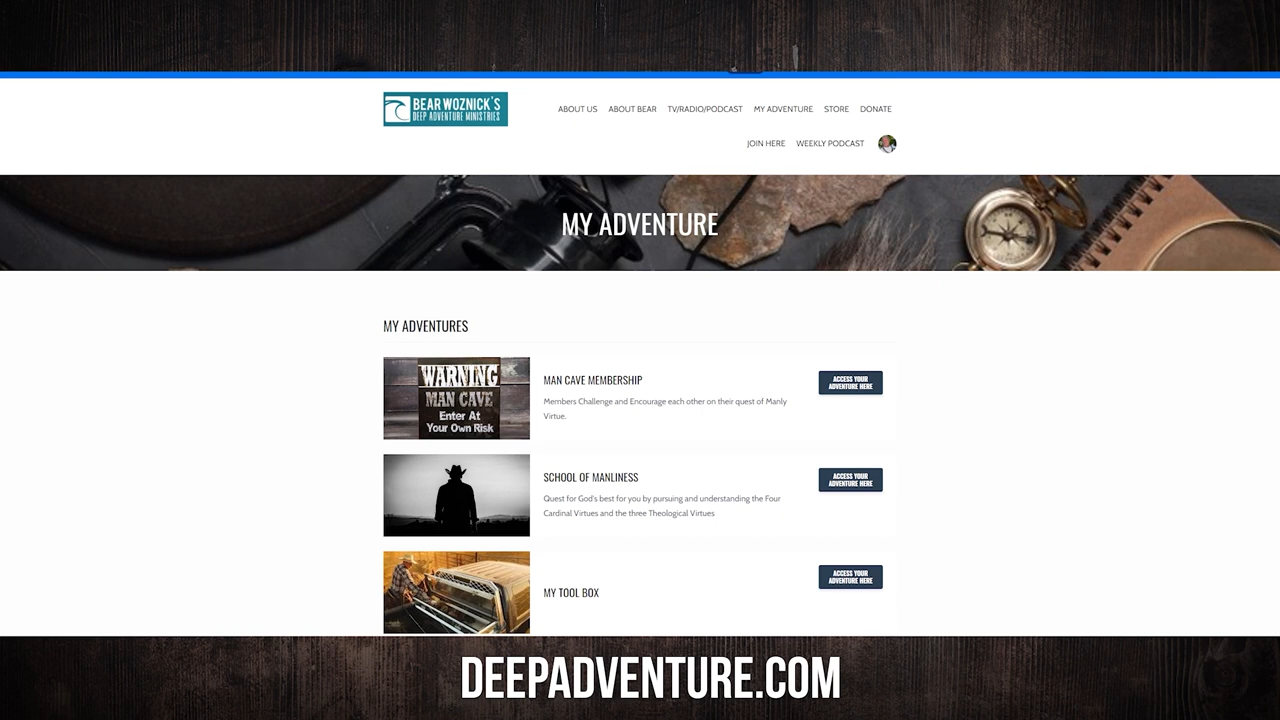 BEAR WOZNICK'S
DEEP ADVENTURE MINISTRIES
ABOUT US ABOUT BEAR TV/RADIO/PODCAST MY ADVENTURE STORE DONATE
JOIN HERE WEEKLY PODCAST
MY ADVENTURE
MY ADVENTURES
WARNING
MAN CAVE
Enter At
Your Own Risk
MAN CAVE MEMBERSHIP
Members Challenge and Encourage each other on their quest of Manly
Virtue.
ACCESS YOUR
ADVENTURE HERE
SCHOOL OF MANLINESS
Quest for God's best for you by pursuing and understanding the Four
Cardinal Virtues and the three Theological Virtues
ACCESS YOUR
ADVENTURE HERE
MY TOOL BOX
ACCESS YOUR
ADVENTURE HERE
DEEPADVENTURE.COM